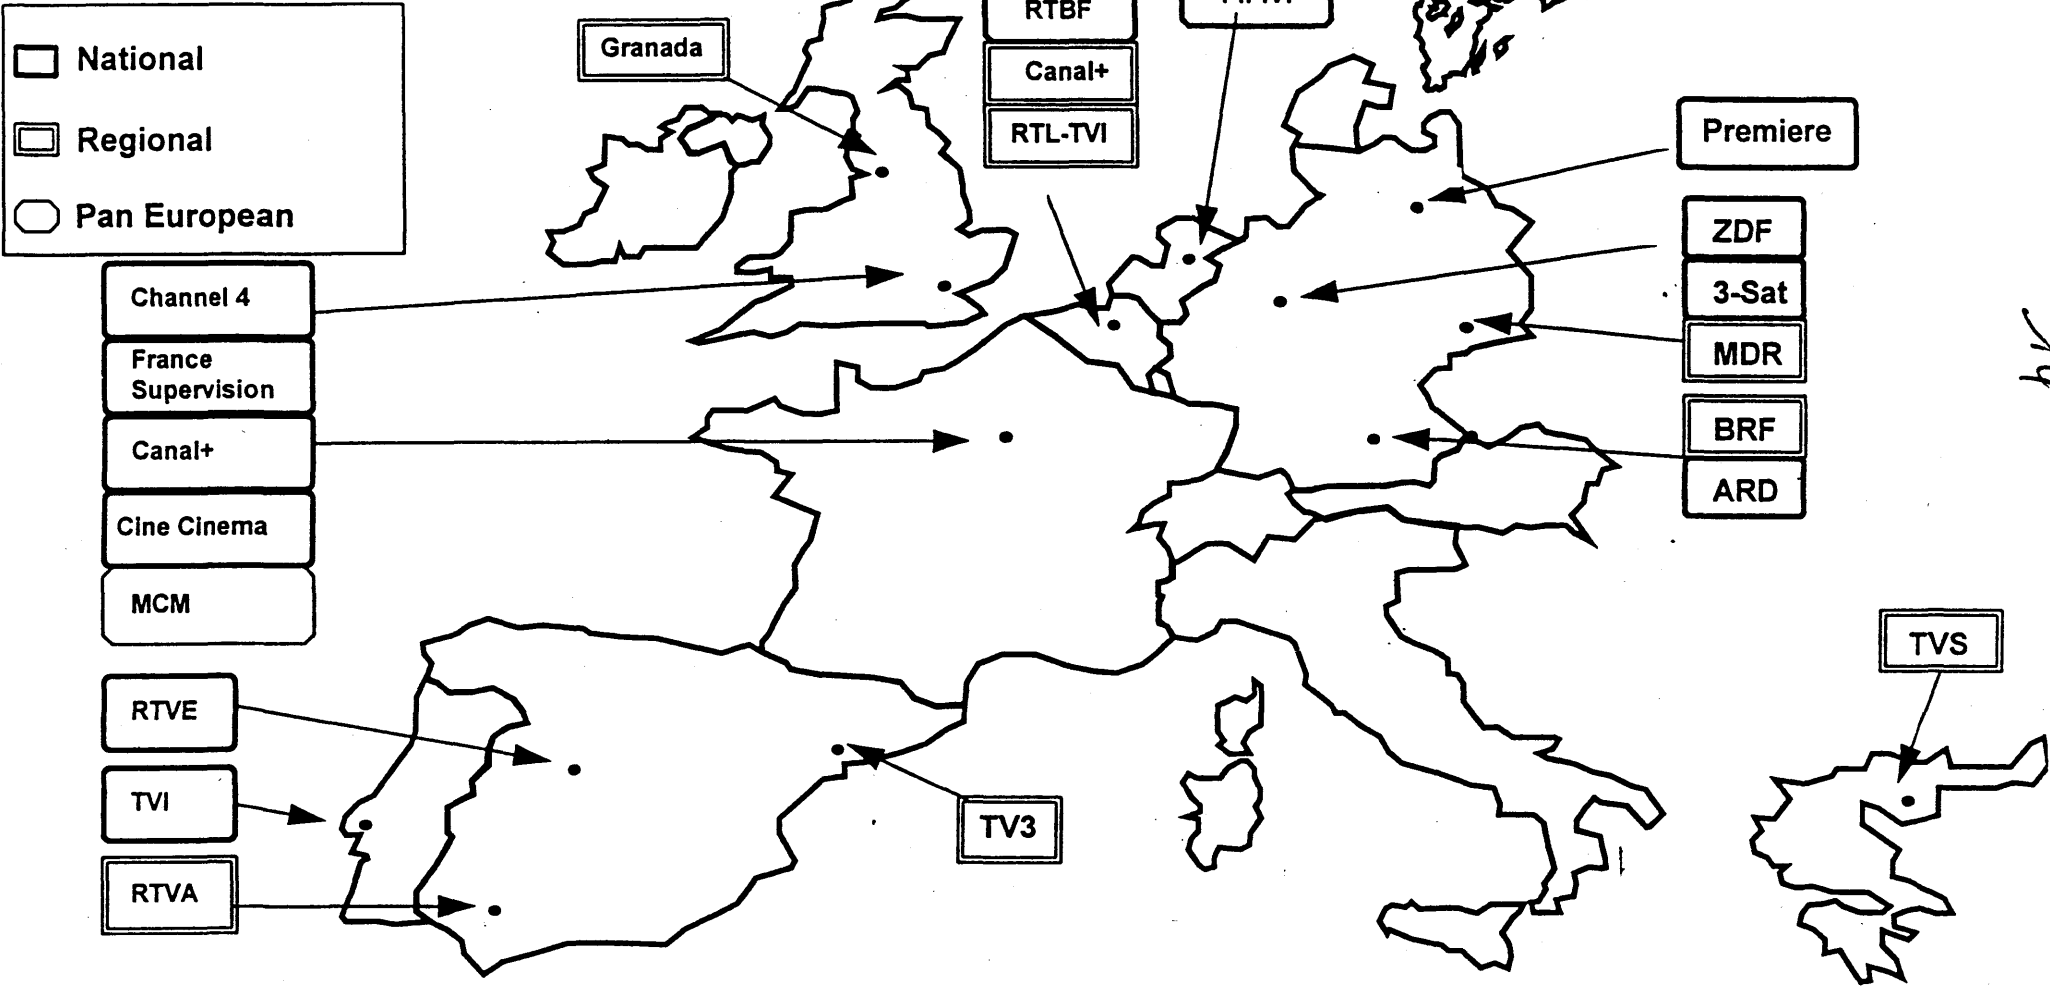 National
Regional
Pan European
Granada
RTBF
Canal+
RTL-TVI
Premiere
ZDF
3-Sat
MDR
BRF
ARD
Channel 4
France
Supervision
Canal+
Cine Cinema
MCM
RTVE
TVI
RTVA
TV3
TVS